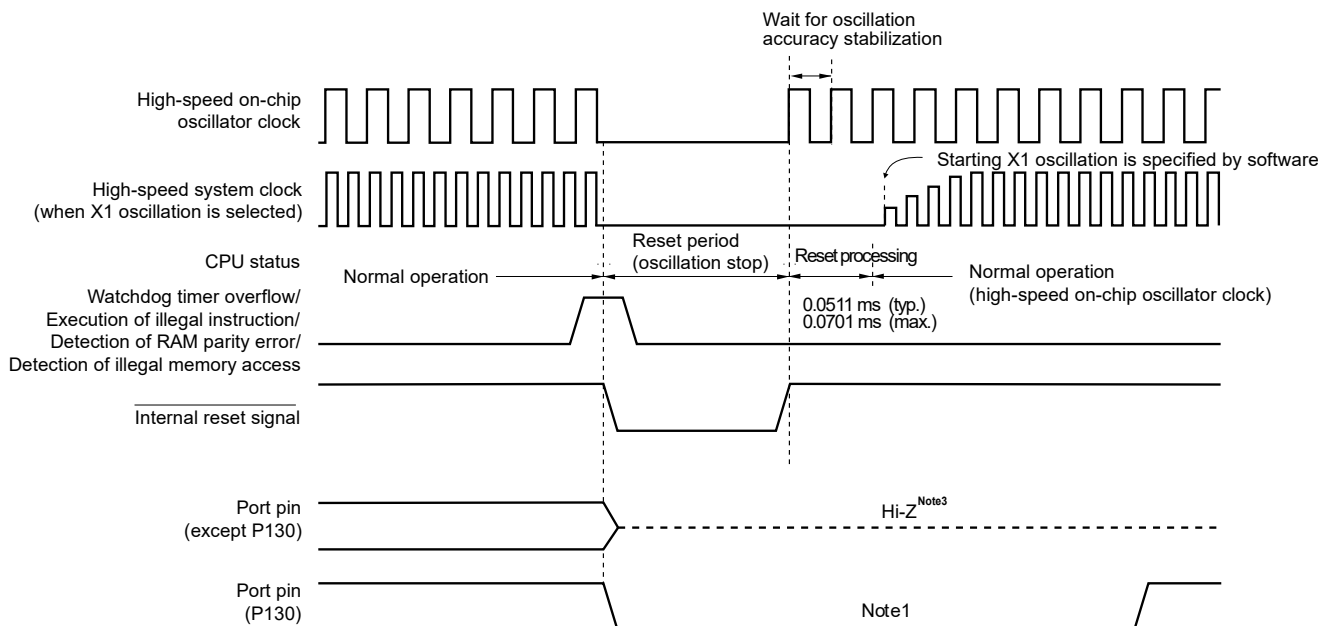 Wait for oscillation
accuracy stabilization
High-speed on-chip
oscillator clock
Starting X1 oscillation is specified by software
High-speed system clock
(when X1 oscillation is selected)
Reset period
(oscillation stop)
Reset processing
CPU status
Normal operation
Normal operation
(high-speed on-chip oscillator clock)
0.0511 ms (typ.)
0.0701 ms (max.)
Watchdog timer overflow/
Execution of illegal instruction/
Detection of RAM parity error/
Detection of illegal memory access
Internal reset signal
Port pin
(except P130)
Hi-Z Note3
Port pin
(P130)
Note1